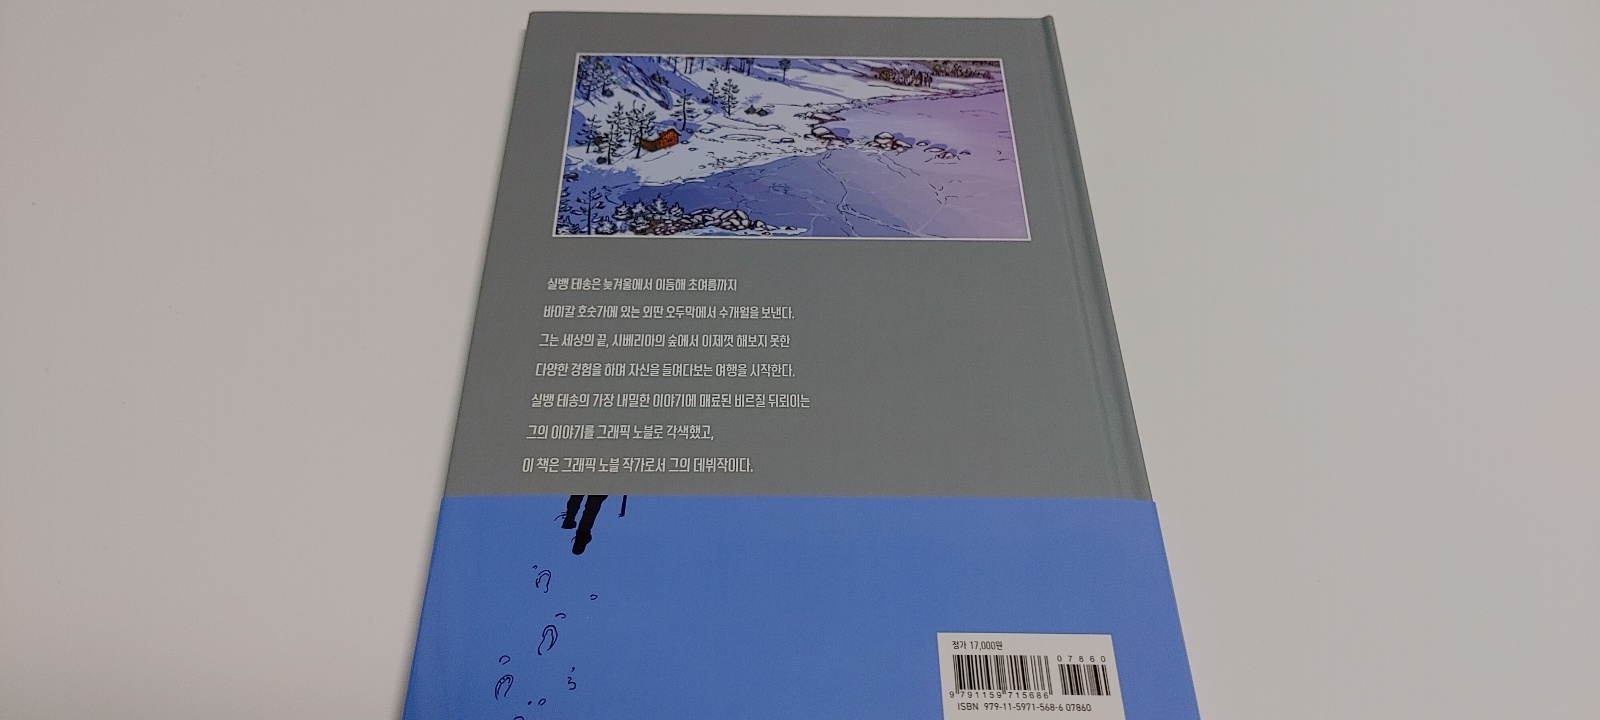 실뱅 테송은 늦겨울에서 이듬해 초여름까지
바이칼 호숫가에 있는 외딴 오두막에서 수개월을 보낸다.
그는 세상의 끝, 시베리아의 숲에서 이제껏 해보지 못한
다양한 경험을 하며 자신을 들여다보는 여행을 시작한다.
실뱅 테송의 가장 내밀한 이야기에 매료된 비르질 뒤뢰이는
그의 이야기를 그래픽 노블로 각색했고,
이 책은 그래픽 노블 작가로서 그의 데뷔작이다.
정가 17,000원
07860
9 791159 715686
ISBN 979-11-5971-568-6 07860